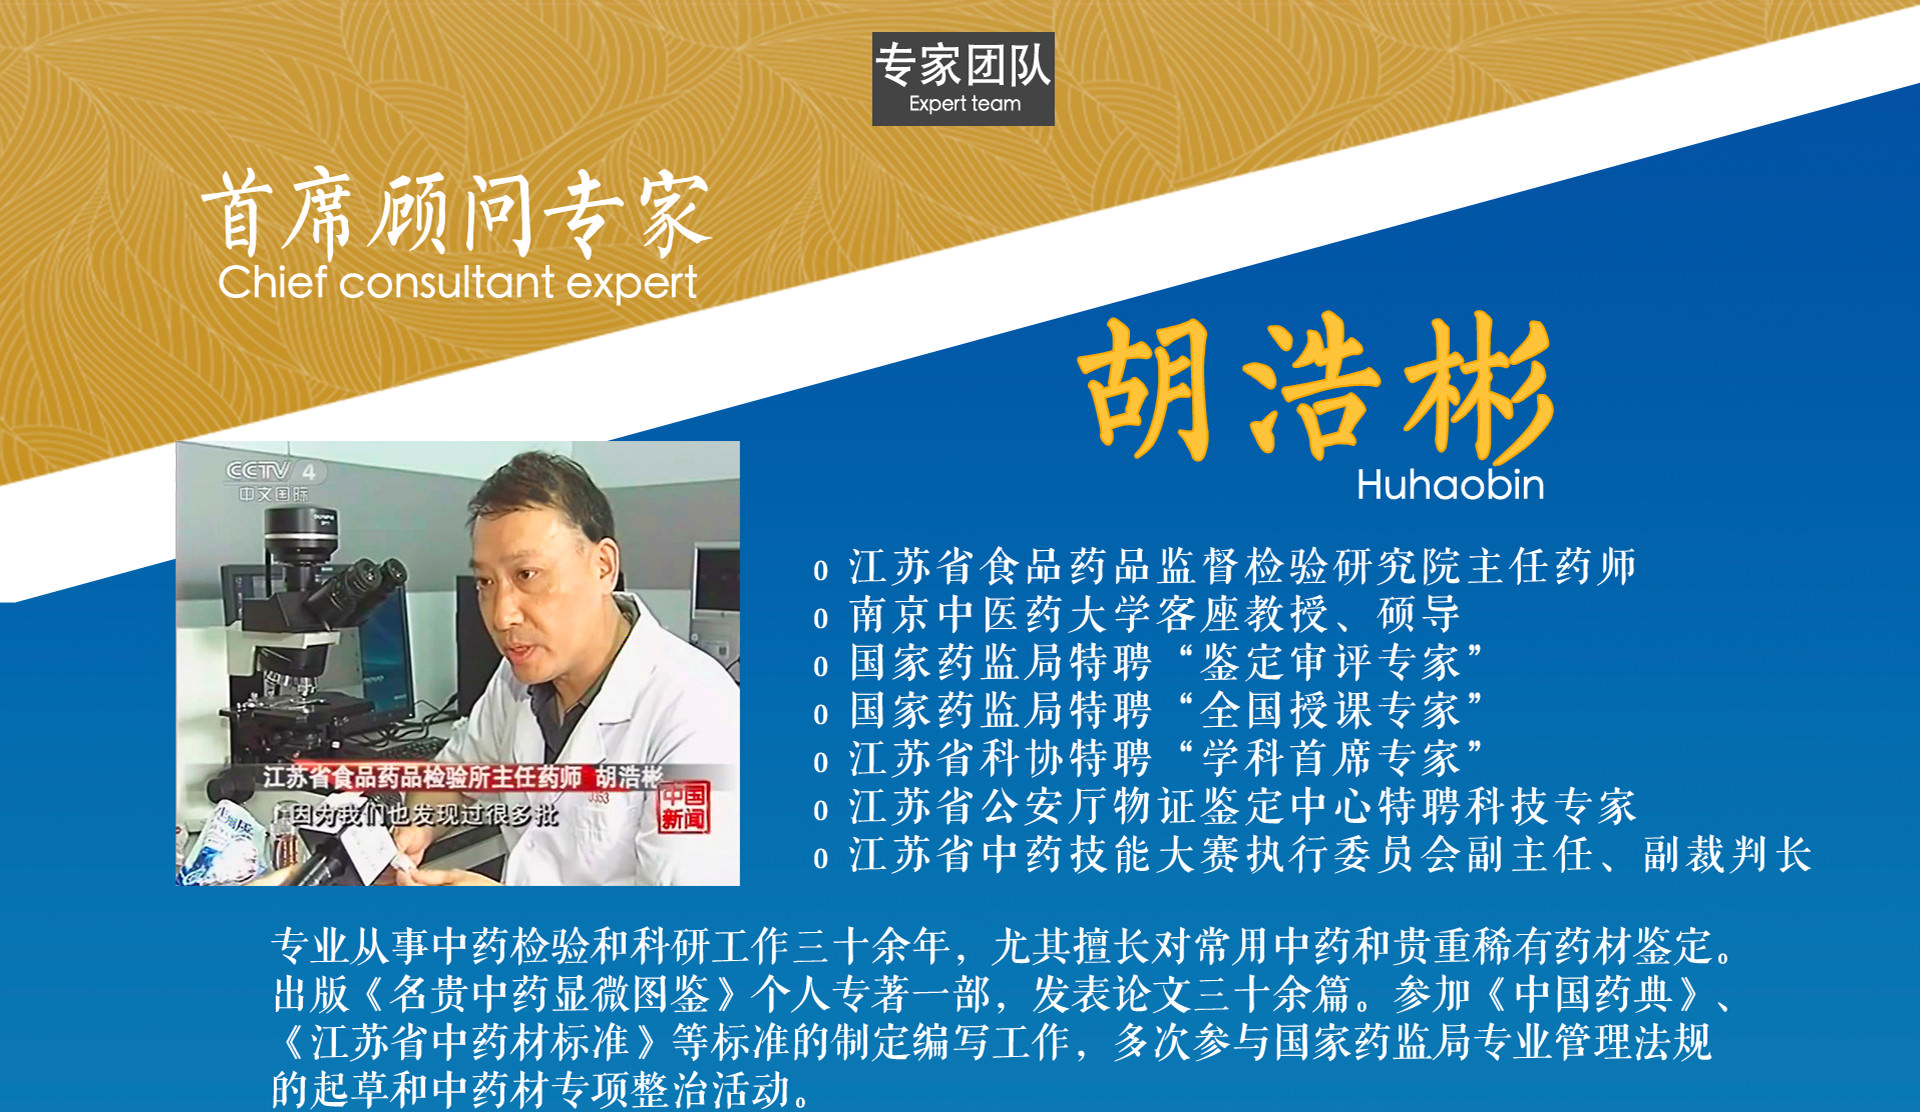 专家团队
Expert team
首席顾问专家
Chief consultant expert
胡浩彬
Huhaobin
CCTV 4
中文国际
江苏省食品药品检验所主任药师 胡浩彬
因为我们也发现过很多批
中国
新闻
o 江苏省食品药品监督检验研究院主任药师
o 南京中医药大学客座教授、硕导
o 国家药监局特聘“鉴定审评专家”
o 国家药监局特聘“全国授课专家”
o 江苏省科协特聘“学科首席专家”
o 江苏省公安厅物证鉴定中心特聘科技专家
o 江苏省中药技能大赛执行委员会副主任、副裁判长
专业从事中药检验和科研工作三十余年，尤其擅长对常用中药和贵重稀有药材鉴定。
出版《名贵中药显微图鉴》个人专著一部，发表论文三十余篇。参加《中国药典》、
《江苏省中药材标准》等标准的制定编写工作，多次参与国家药监局专业管理法规
的起草和中药材专项整治活动。